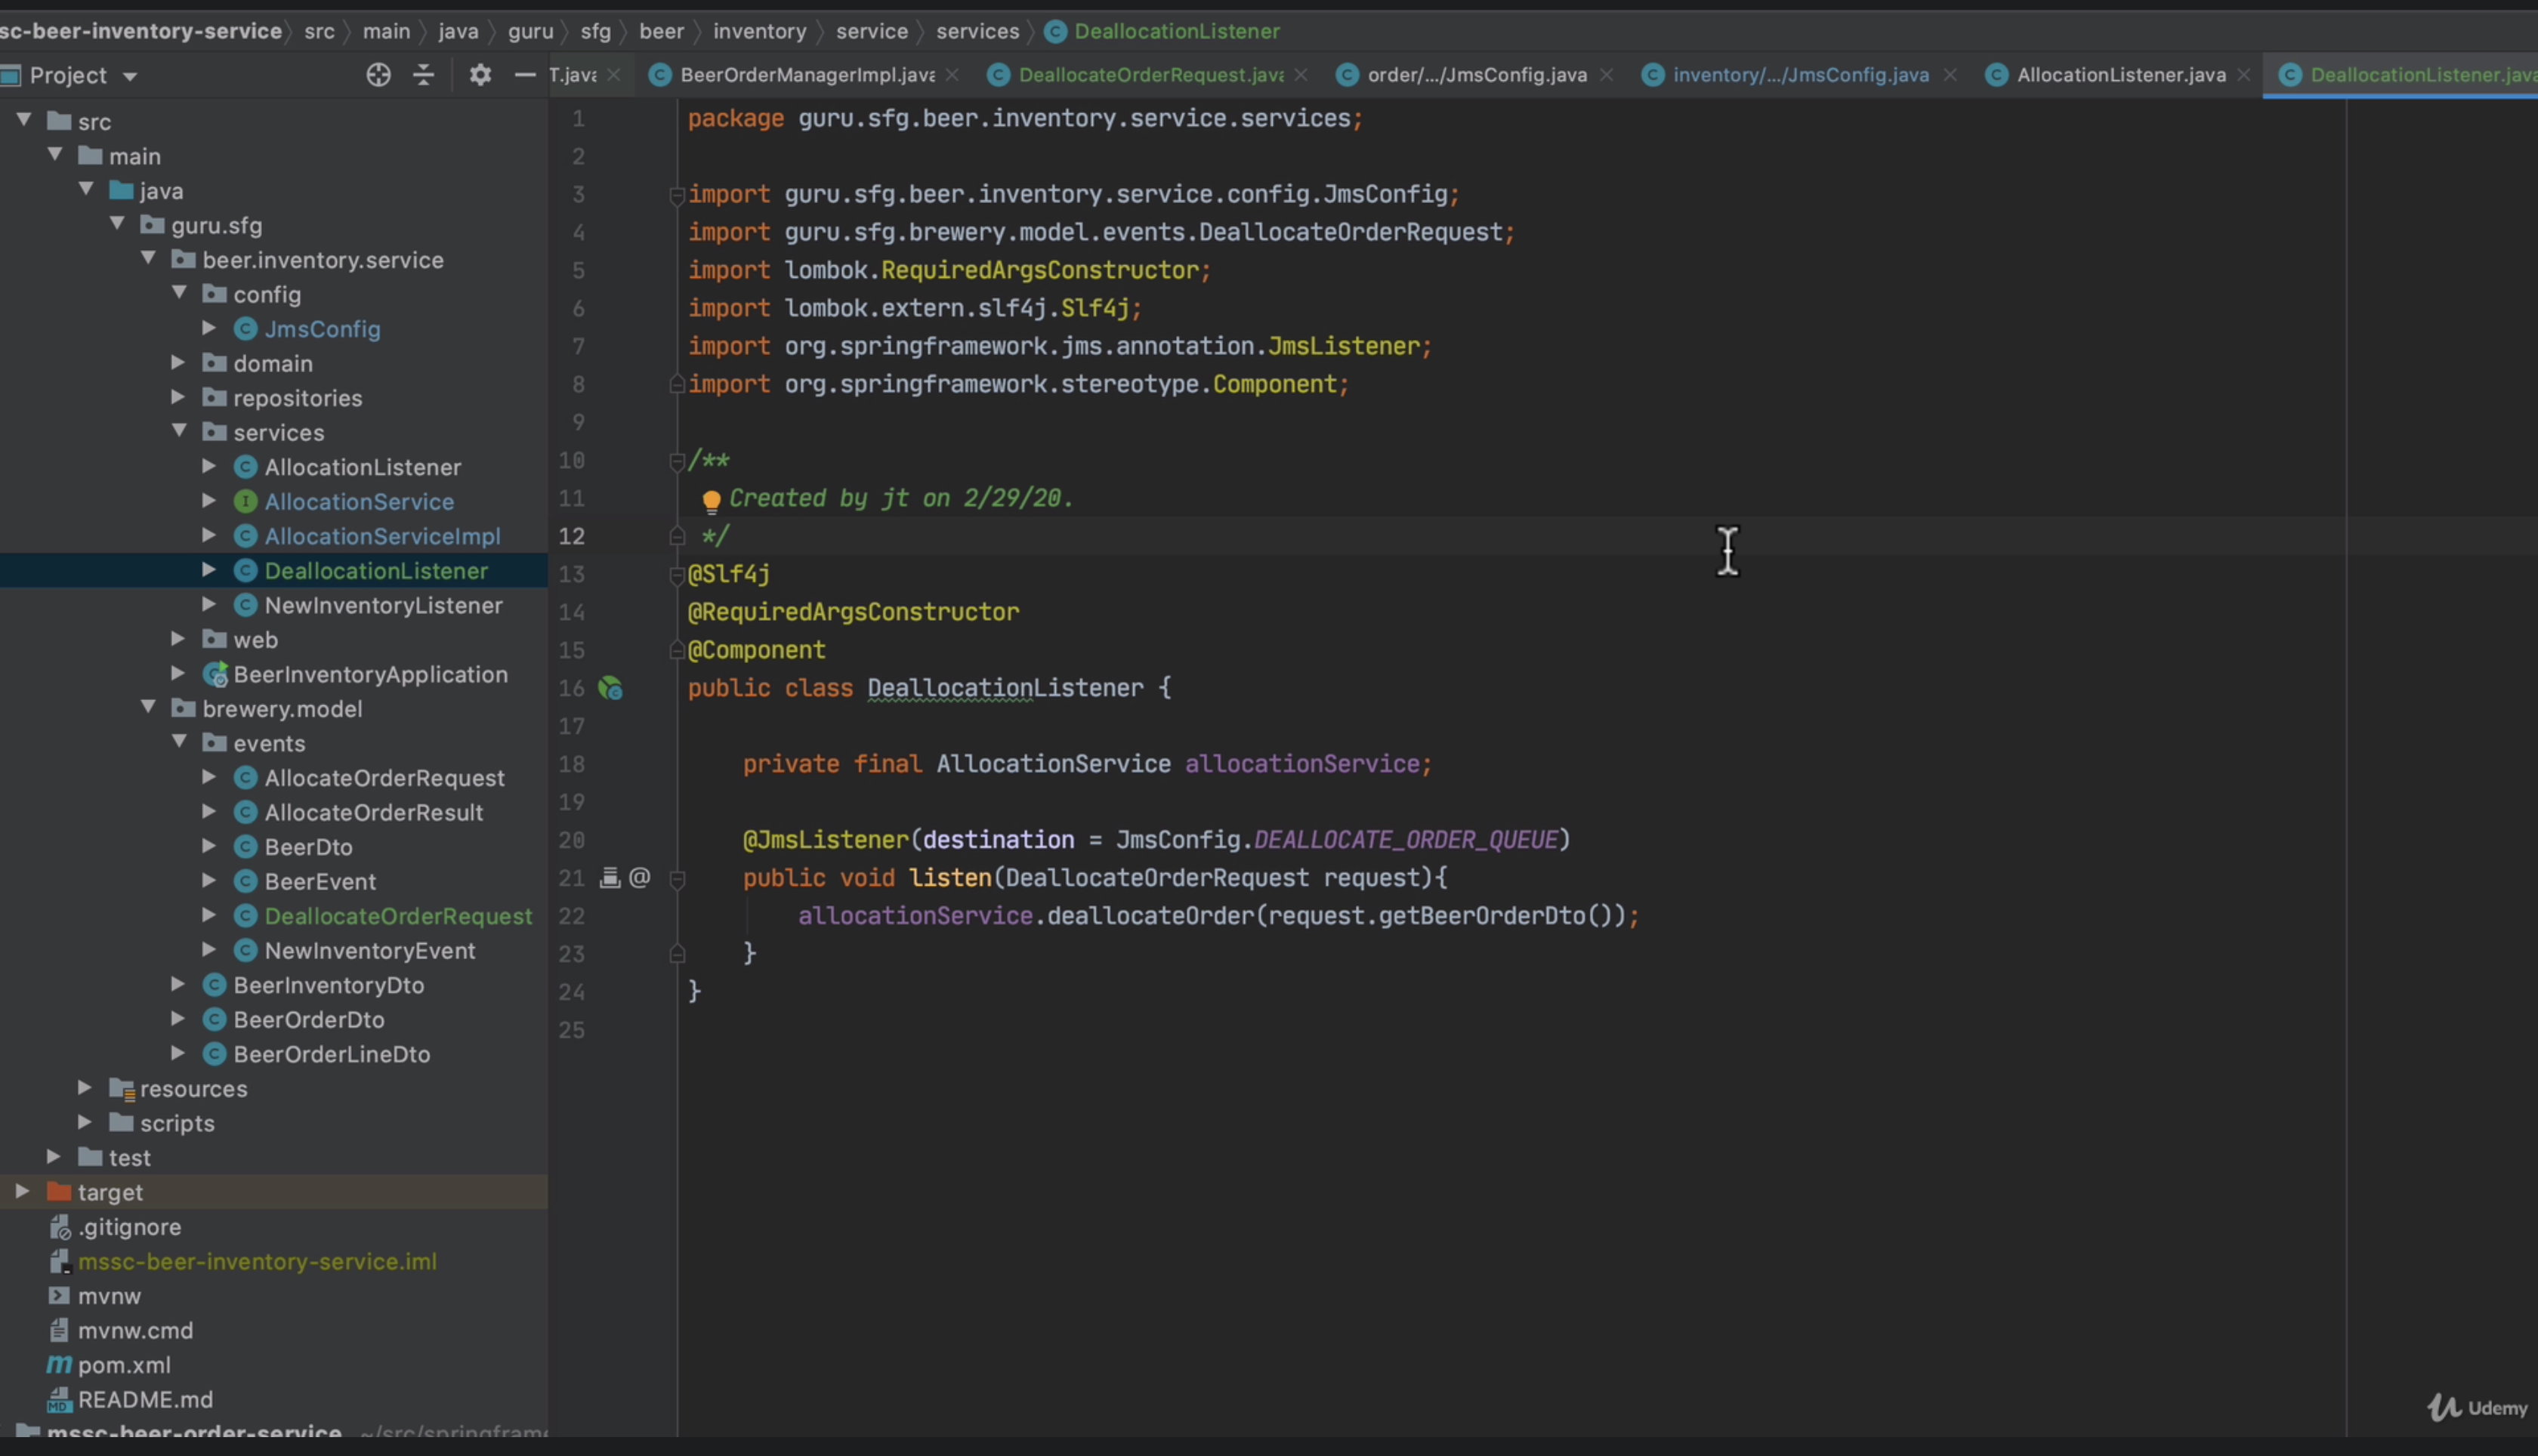 sc-beer-inventory-service src main java guru sfg beer inventory service services DeallocationListener
Project
T.java BeerOrderManagerImpl.java DeallocateOrderRequest.java order/.../JmsConfig.java inventory/.../JmsConfig.java AllocationListener.java DeallocationListener.java
src
main
java
guru.sfg
beer.inventory.service
config
JmsConfig
domain
repositories
services
AllocationListener
AllocationService
AllocationServiceImpl
DeallocationListener
NewInventoryListener
web
BeerInventoryApplication
brewery.model
events
AllocateOrderRequest
AllocateOrderResult
BeerDto
BeerEvent
DeallocateOrderRequest
NewInventoryEvent
BeerInventoryDto
BeerOrderDto
BeerOrderLineDto
resources
scripts
test
target
.gitignore
mssc-beer-inventory-service.iml
mvnw
mvnw.cmd
pom.xml
README.md
mssc-beer-order-service ~/src/springframe
1 package guru.sfg.beer.inventory.service.services;
2
3 import guru.sfg.beer.inventory.service.config.JmsConfig;
4 import guru.sfg.brewery.model.events.DeallocateOrderRequest;
5 import lombok.RequiredArgsConstructor;
6 import lombok.extern.slf4j.Slf4j;
7 import org.springframework.jms.annotation.JmsListener;
8 import org.springframework.stereotype.Component;
9
10 /**
11 Created by jt on 2/29/20.
12 */
13 @Slf4j
14 @RequiredArgsConstructor
15 @Component
16 public class DeallocationListener {
17
18 private final AllocationService allocationService;
19
20 @JmsListener(destination = JmsConfig.DEALLOCATE_ORDER_QUEUE)
21 public void listen(DeallocateOrderRequest request){
22 allocationService.deallocateOrder(request.getBeerOrderDto());
23 }
24 }
25
Udemy